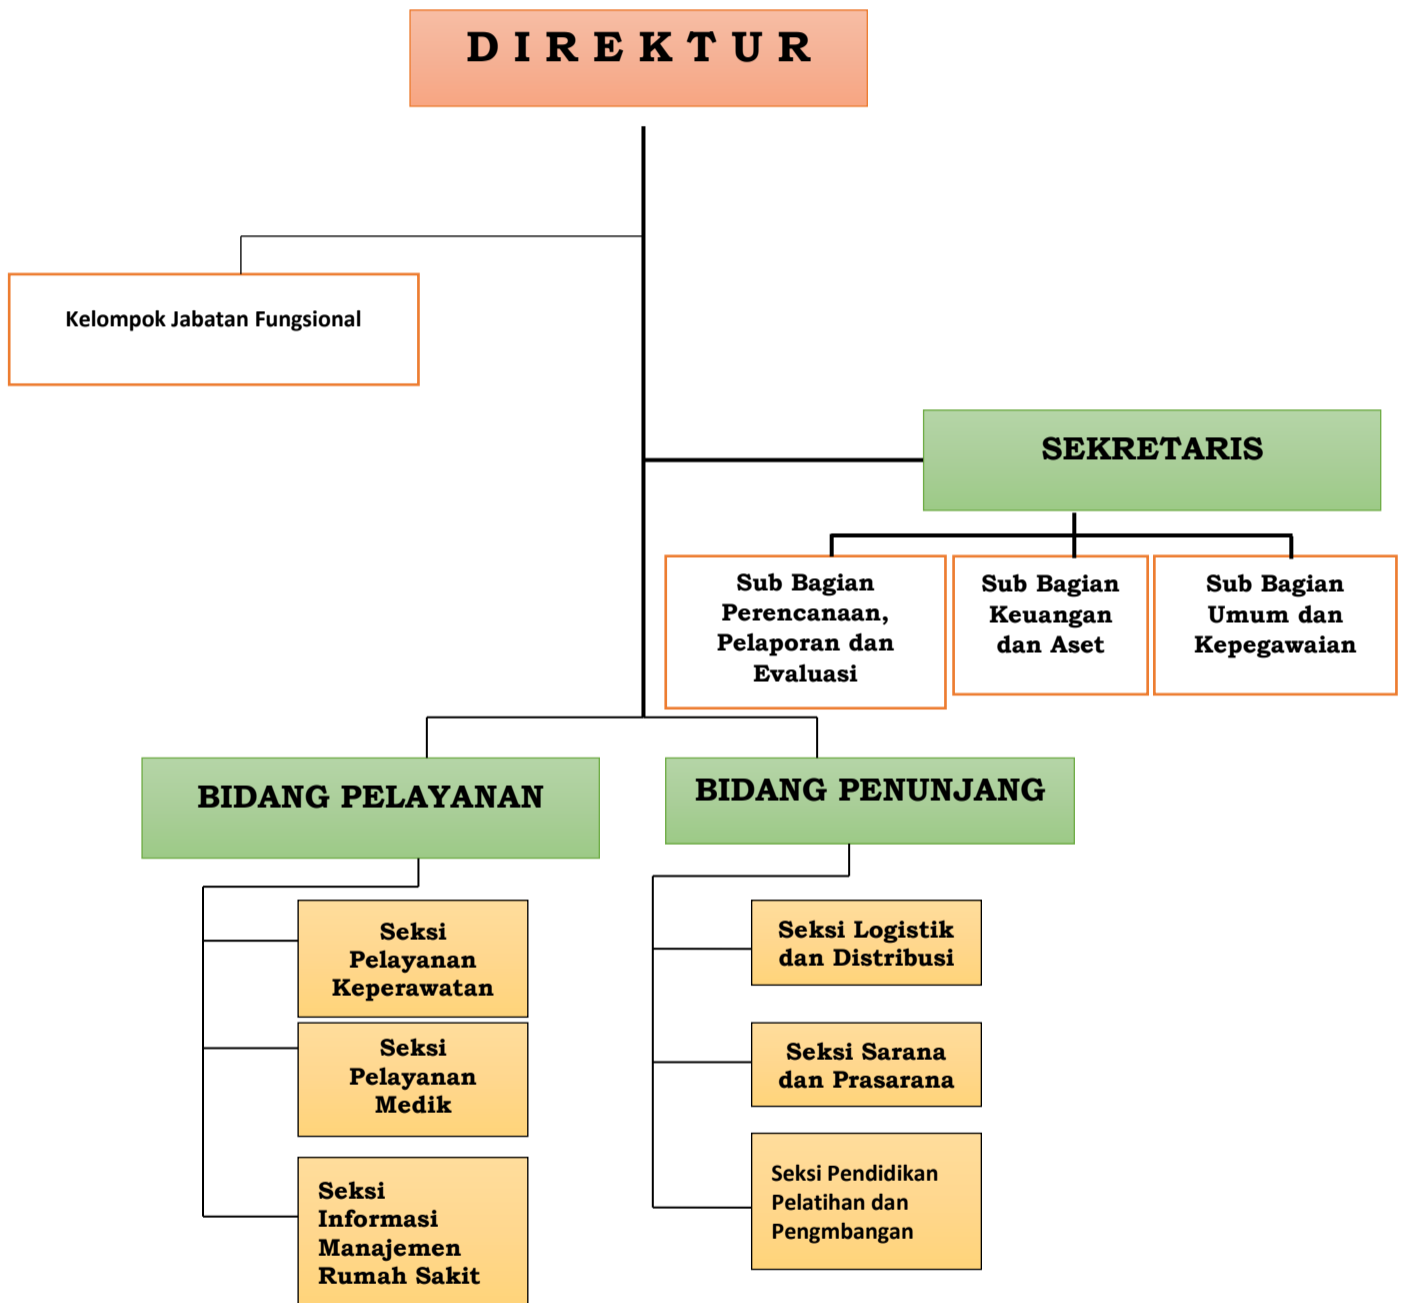 D I R E K T U R
Kelompok Jabatan Fungsional
SEKRETARIS
Sub Bagian
Perencanaan,
Pelaporan dan
Evaluasi
Sub Bagian
Keuangan
dan Aset
Sub Bagian
Umum dan
Kepegawaian
BIDANG PELAYANAN
BIDANG PENUNJANG
Seksi
Pelayanan
Keperawatan
Seksi
Pelayanan
Medik
Seksi
Informasi
Manajemen
Rumah Sakit
Seksi Logistik
dan Distribusi
Seksi Sarana
dan Prasarana
Seksi Pendidikan
Pelatihan dan
Pengmbangan